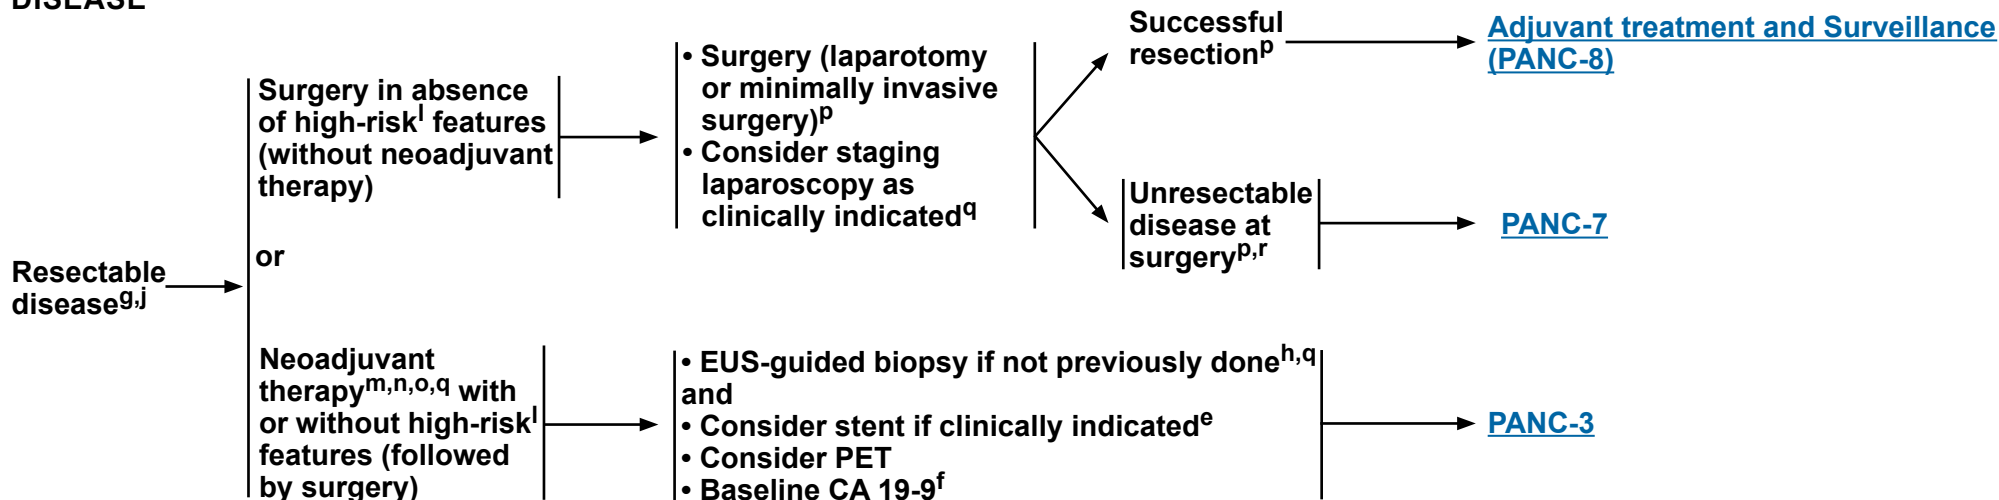 DISEASE
Resectable
disease^g,j
Surgery in absence
of high-risk^l features
(without neoadjuvant
therapy)
or
Neoadjuvant
therapy^m,n,o,q with
or without high-risk^l
features (followed
by surgery)
• Surgery (laparotomy
or minimally invasive
surgery)^p
• Consider staging
laparoscopy as
clinically indicated^q
Successful
resection^p
Adjuvant treatment and Surveillance
(PANC-8)
Unresectable
disease at
surgery^p,r
PANC-7
• EUS-guided biopsy if not previously done^h,q
and
• Consider stent if clinically indicated^e
• Consider PET
• Baseline CA 19-9^f
PANC-3